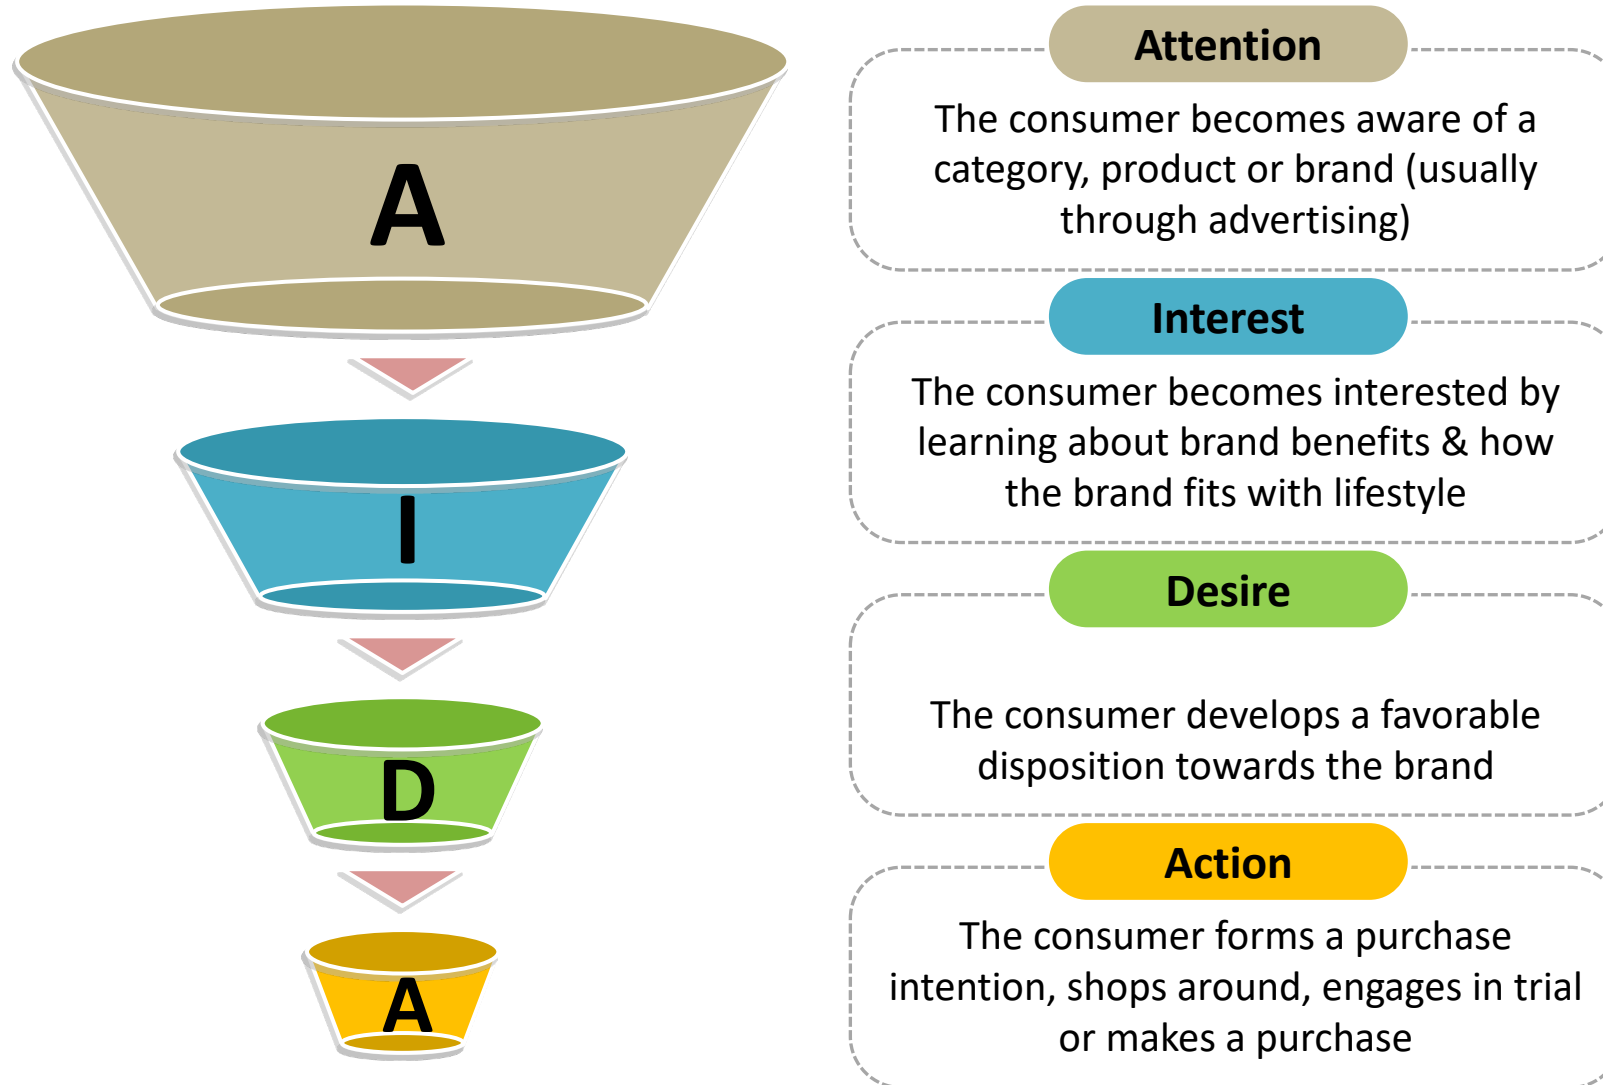 A
I
D
A
Attention
The consumer becomes aware of a
category, product or brand (usually
through advertising)
Interest
The consumer becomes interested by
learning about brand benefits & how
the brand fits with lifestyle
Desire
The consumer develops a favorable
disposition towards the brand
Action
The consumer forms a purchase
intention, shops around, engages in trial
or makes a purchase